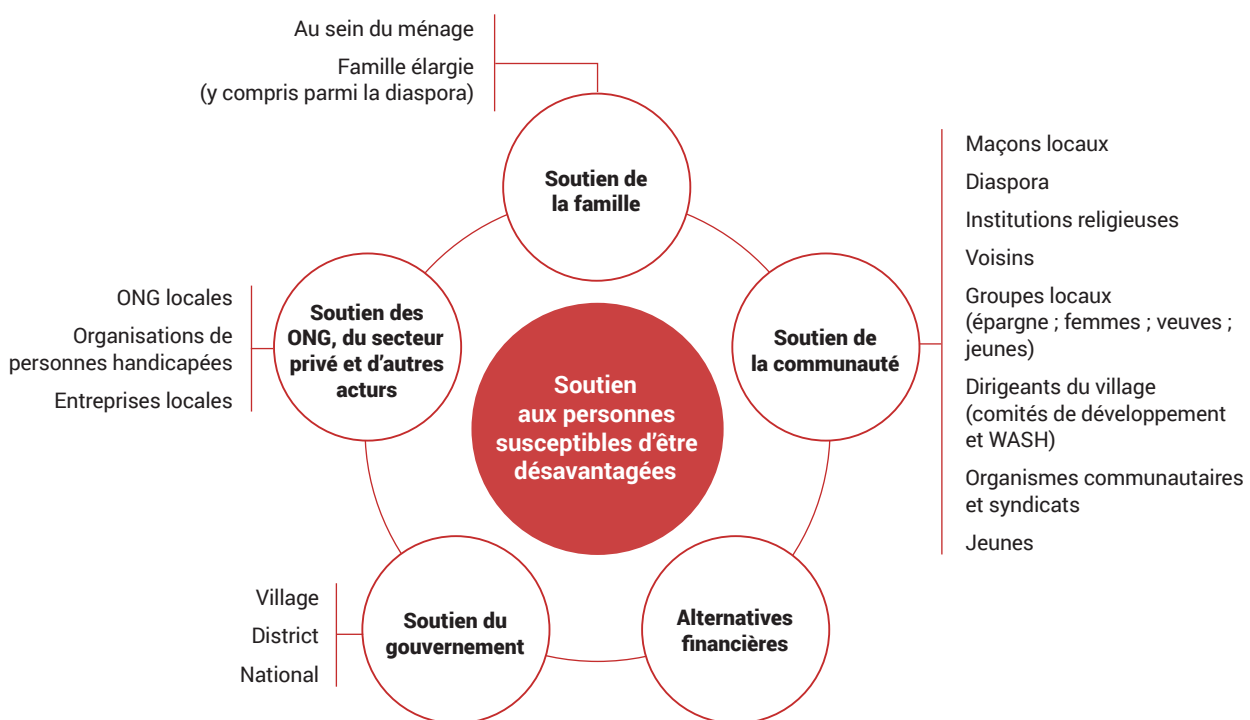 Au sein du ménage
Famille élargie
(y compris parmi la diaspora)
Soutien de
la famille
Maçons locaux
Diaspora
Institutions religieuses
Voisins
Groupes locaux
(épargne ; femmes ; veuves ;
jeunes)
Dirigeants du village
(comités de développement
et WASH)
Organismes communautaires
et syndicats
Jeunes
Soutien de
la communauté
ONG locales
Organisations de
personnes handicapées
Entreprises locales
Soutien des
ONG, du secteur
privé et d'autres
acturs
Soutien
aux personnes
susceptibles d'être
désavantagées
Village
District
National
Soutien du
gouvernement
Alternatives
financières